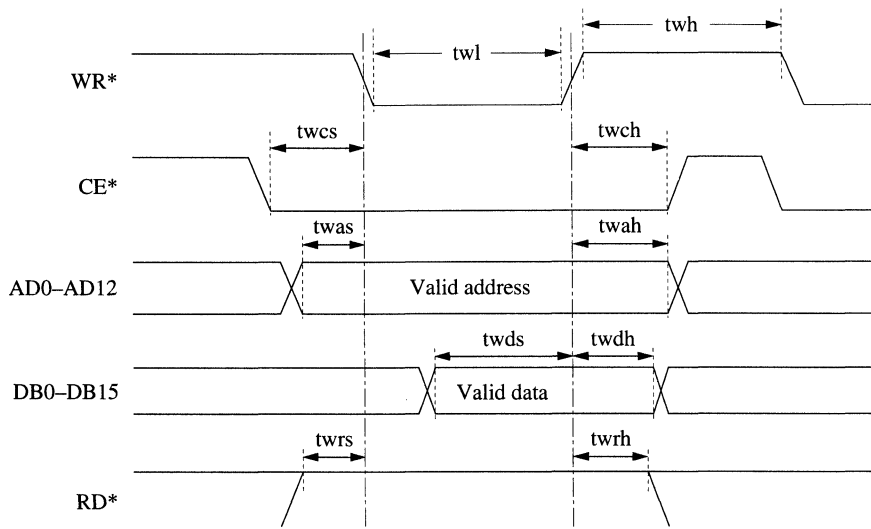 twh
twl
WR*
twcs
twch
CE*
twas
twah
AD0–AD12
Valid address
twds
twdh
DB0–DB15
Valid data
twrs
twrh
RD*